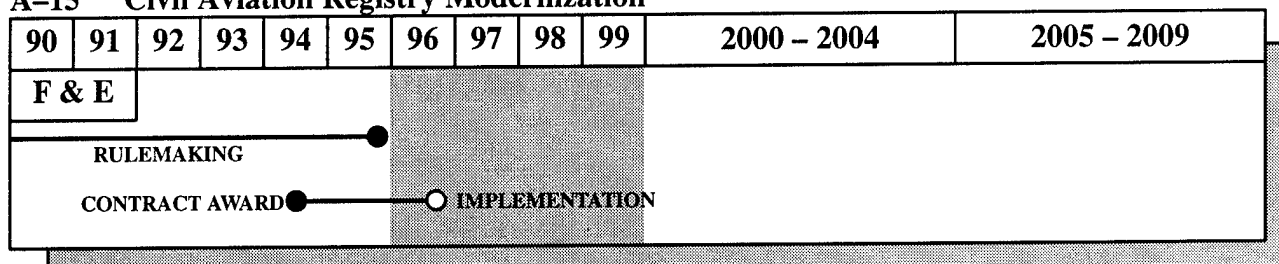 A–13 Civil Aviation Registry Modernization
90 91 92 93 94 95 96 97 98 99 2000 – 2004 2005 – 2009
F & E
RULEMAKING
CONTRACT AWARD IMPLEMENTATION